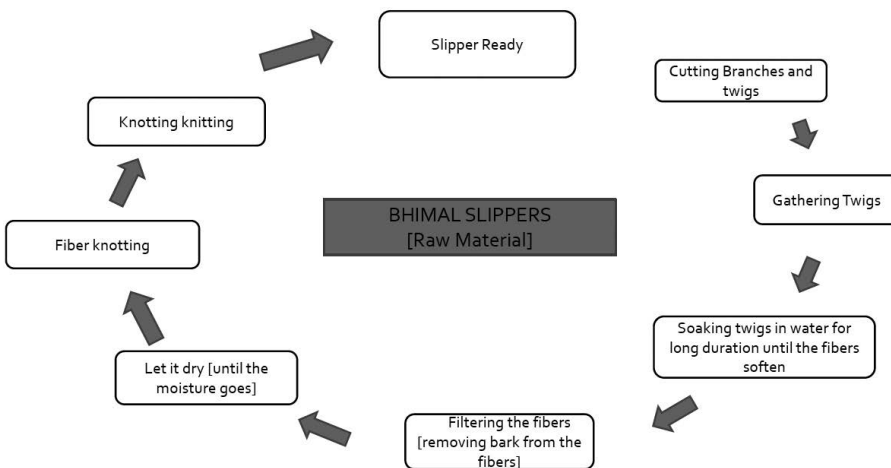 Slipper Ready
Cutting Branches and
twigs
Knotting knitting
Gathering Twigs
BHIMAL SLIPPERS
[Raw Material]
Fiber knotting
Soaking twigs in water for
long duration until the fibers
soften
Let it dry [until the
moisture goes]
Filtering the fibers
[removing bark from the
fibers]